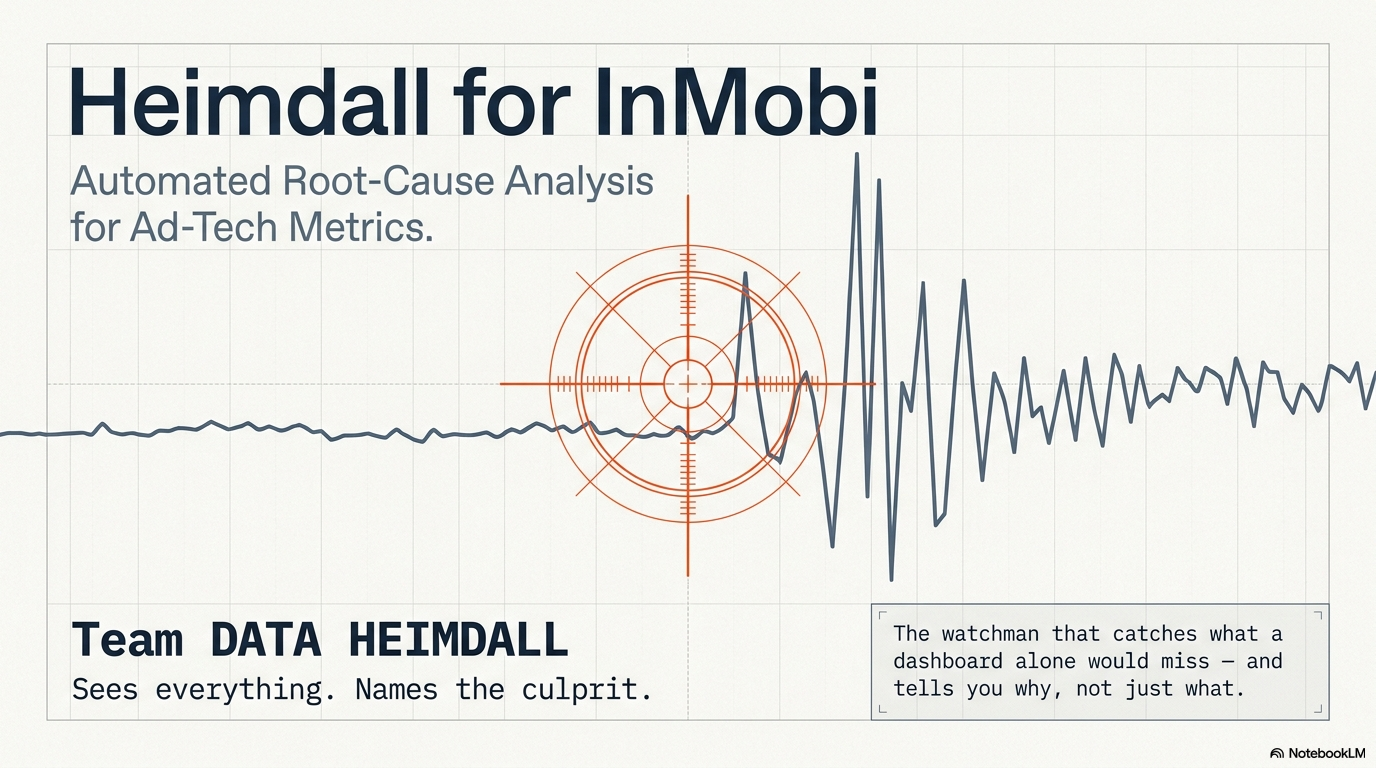 Heimdall for InMobi
Automated Root-Cause Analysis
for Ad-Tech Metrics.
Team DATA HEIMDALL
Sees everything. Names the culprit.
The watchman that catches what a
dashboard alone would miss — and
tells you why, not just what.
NotebookLM